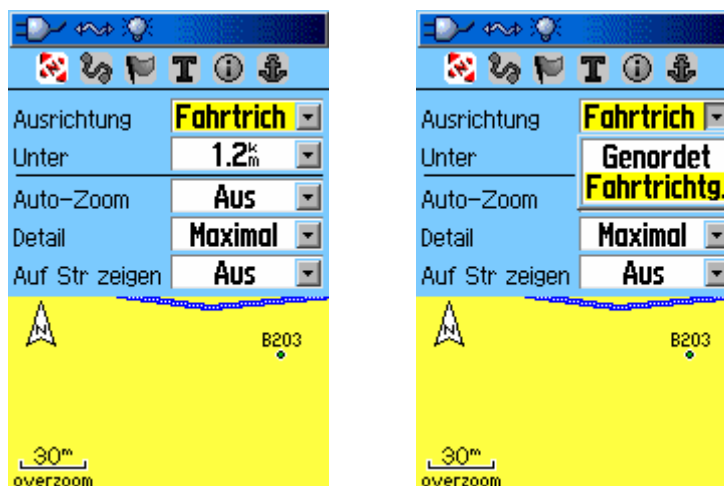 T
Ausrichtung Fahrtrich
Unter 1.2km
Auto-Zoom Aus
Detail Maximal
Auf Str zeigen Aus
N
B203
30m
overzoom
T
Ausrichtung Fahrtrich
Unter Genordet
Fahrtrichtg.
Auto-Zoom
Detail Maximal
Auf Str zeigen Aus
N
B203
30m
overzoom